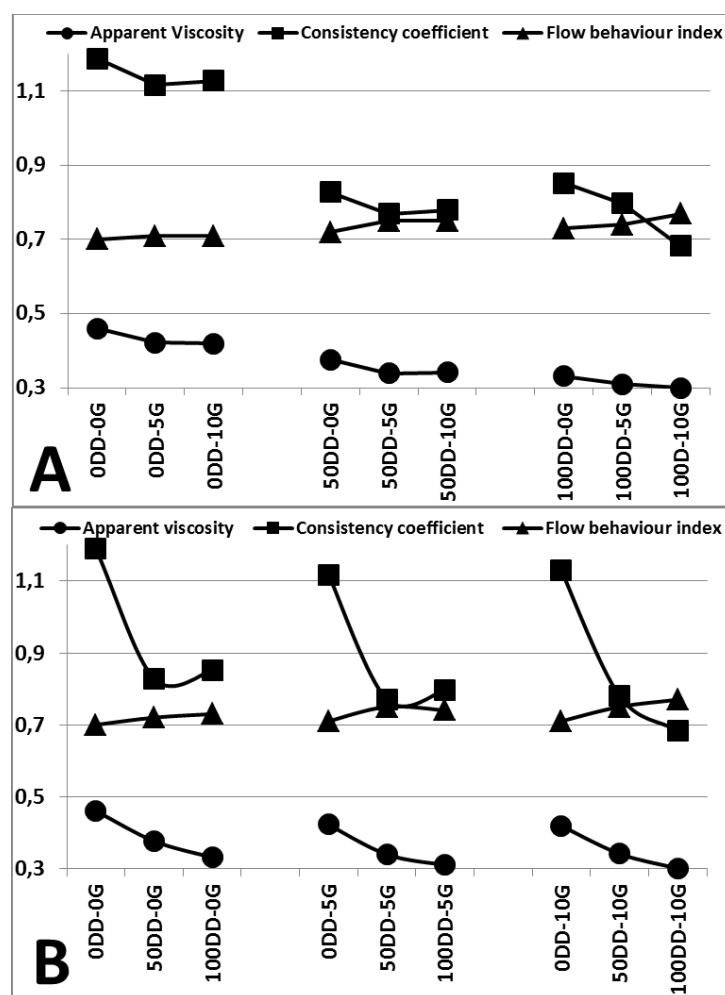 Apparent Viscosity Consistency coefficient Flow behaviour index
1,1
0,9
0,7
0,5
0,3
0DD-0G
0DD-5G
0DD-10G
50DD-0G
50DD-5G
50DD-10G
100DD-0G
100DD-5G
100D-10G
A
Apparent viscosity Consistency coefficient Flow behaviour index
1,1
0,9
0,7
0,5
0,3
0DD-0G
50DD-0G
100DD-0G
0DD-5G
50DD-5G
100DD-5G
0DD-10G
50DD-10G
100DD-10G
B